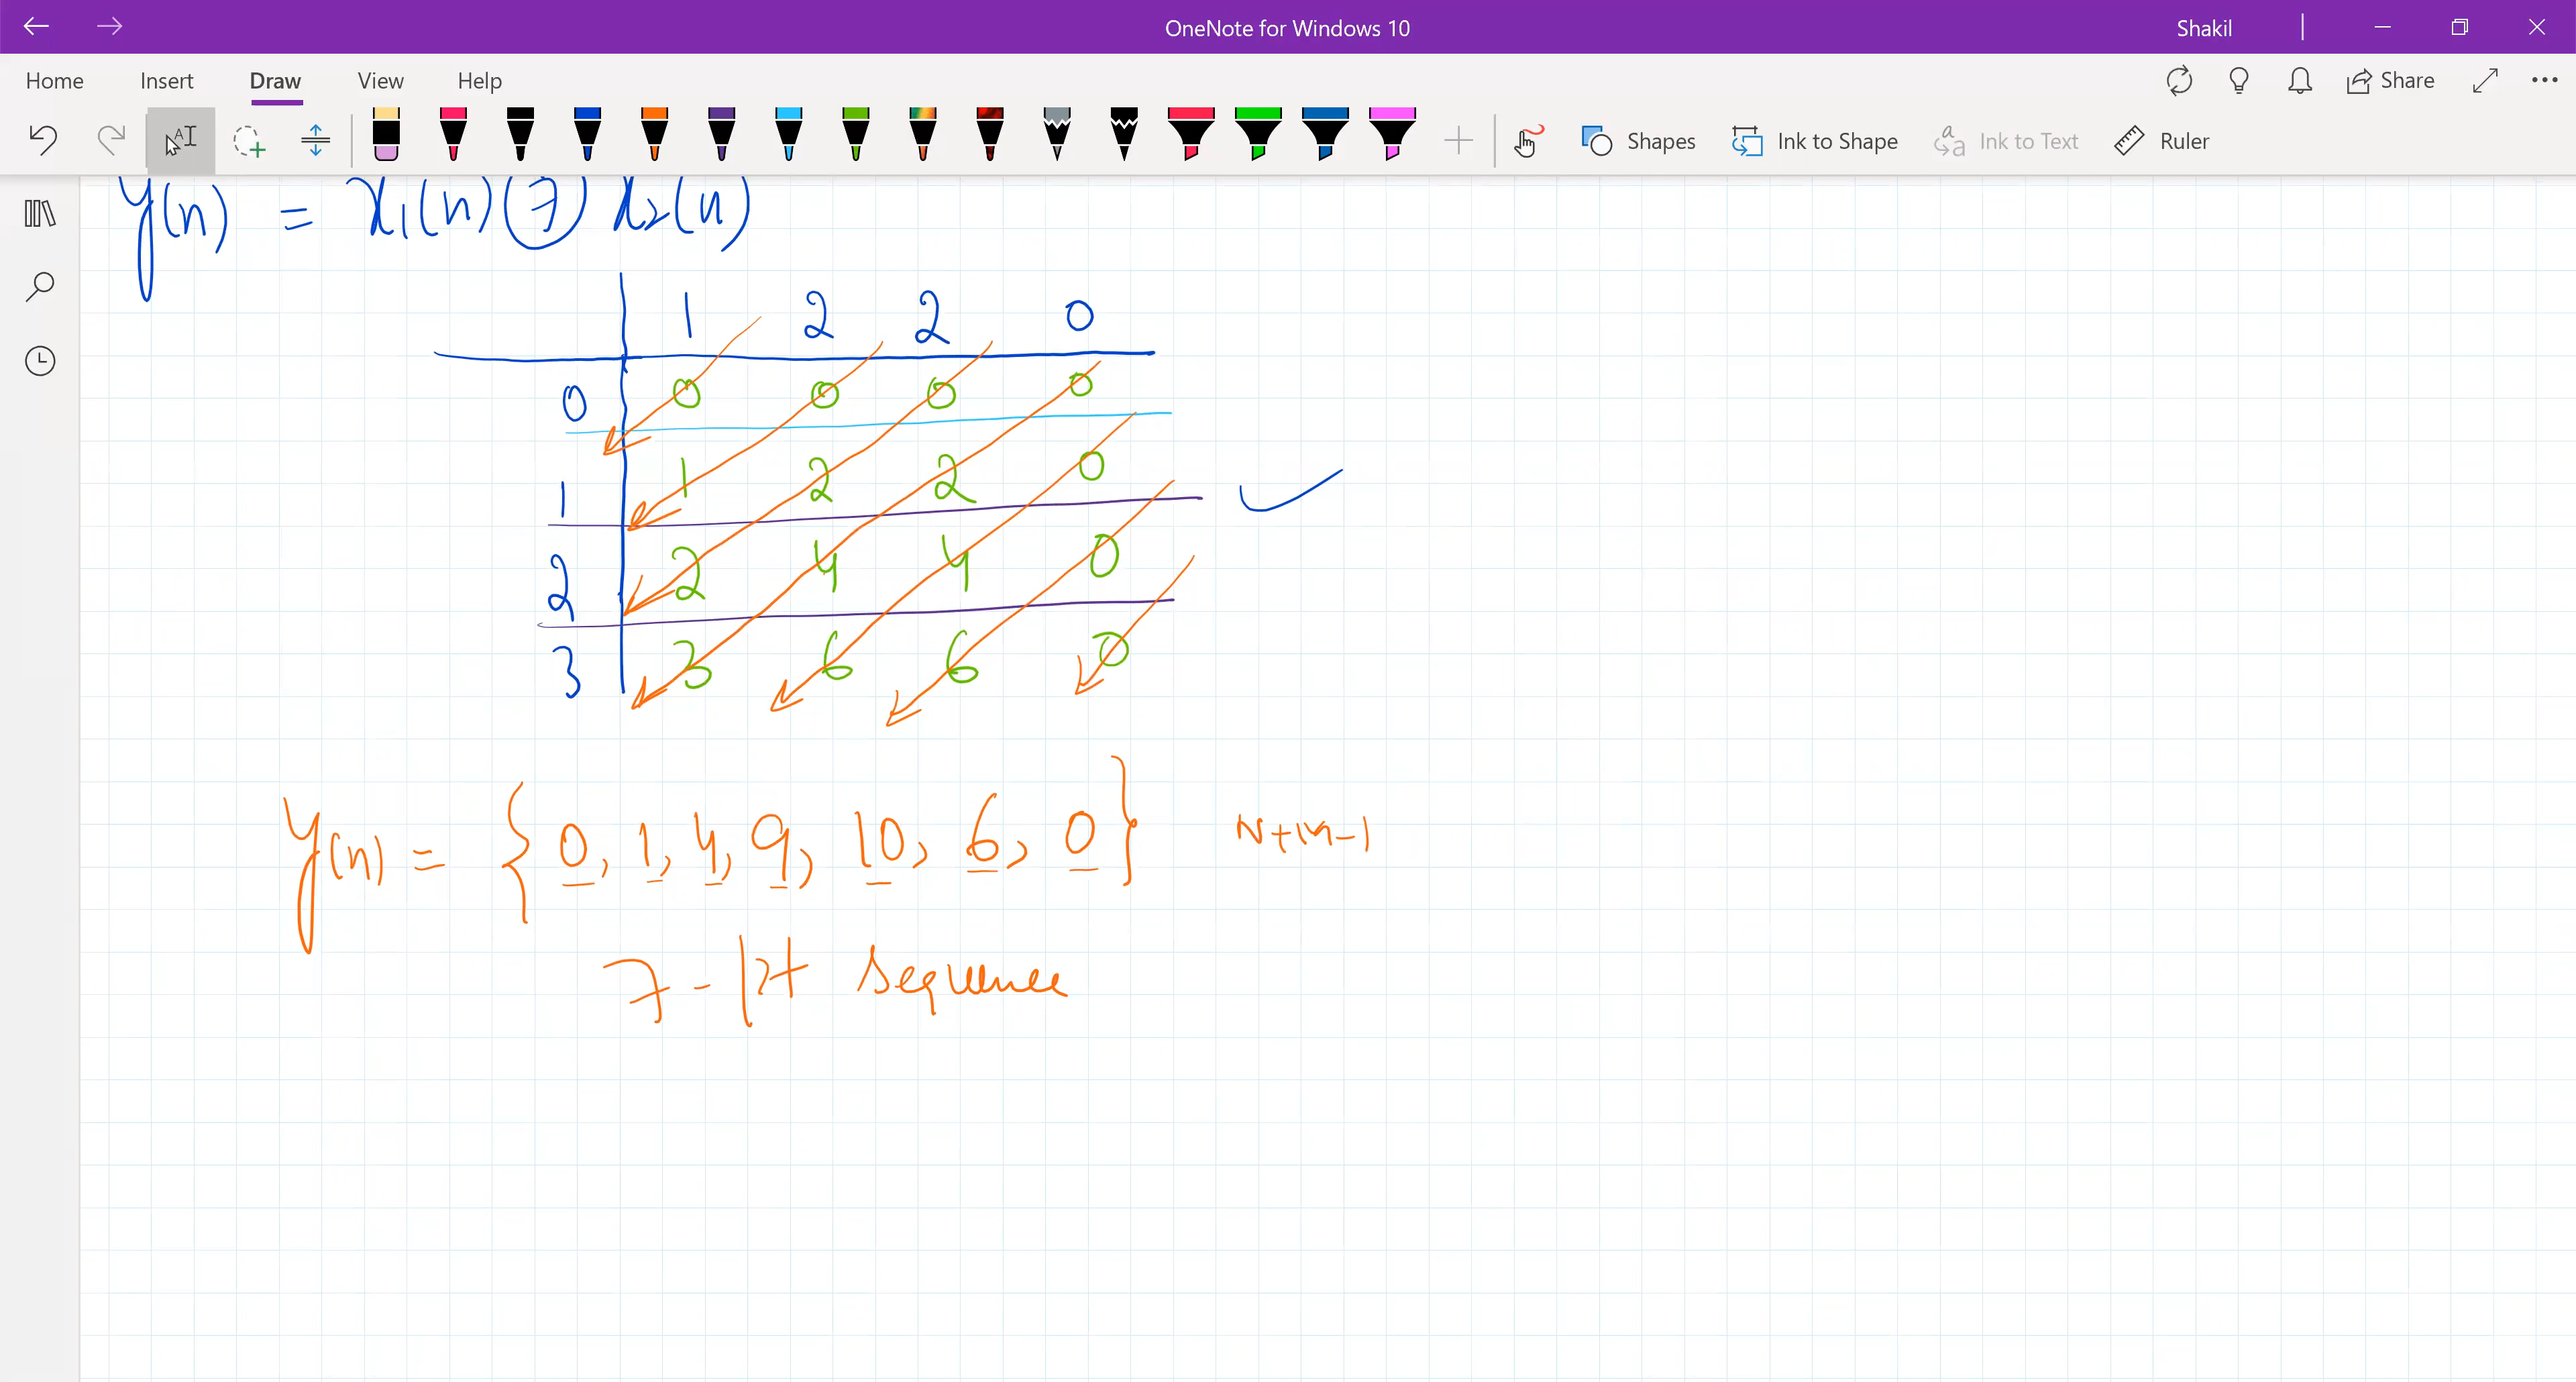 OneNote for Windows 10
Shakil
Home Insert Draw View Help
Share
Shapes Ink to Shape Ink to Text Ruler
y(n) = x1(n) (7) x2(n)
1 2 2 0
0 0 0 0 0
1 1 2 2 0
2 2 4 4 0
3 3 6 6 0
y(n) = { 0, 1, 4, 9, 10, 6, 0 } N+m-1
7-pt sequence